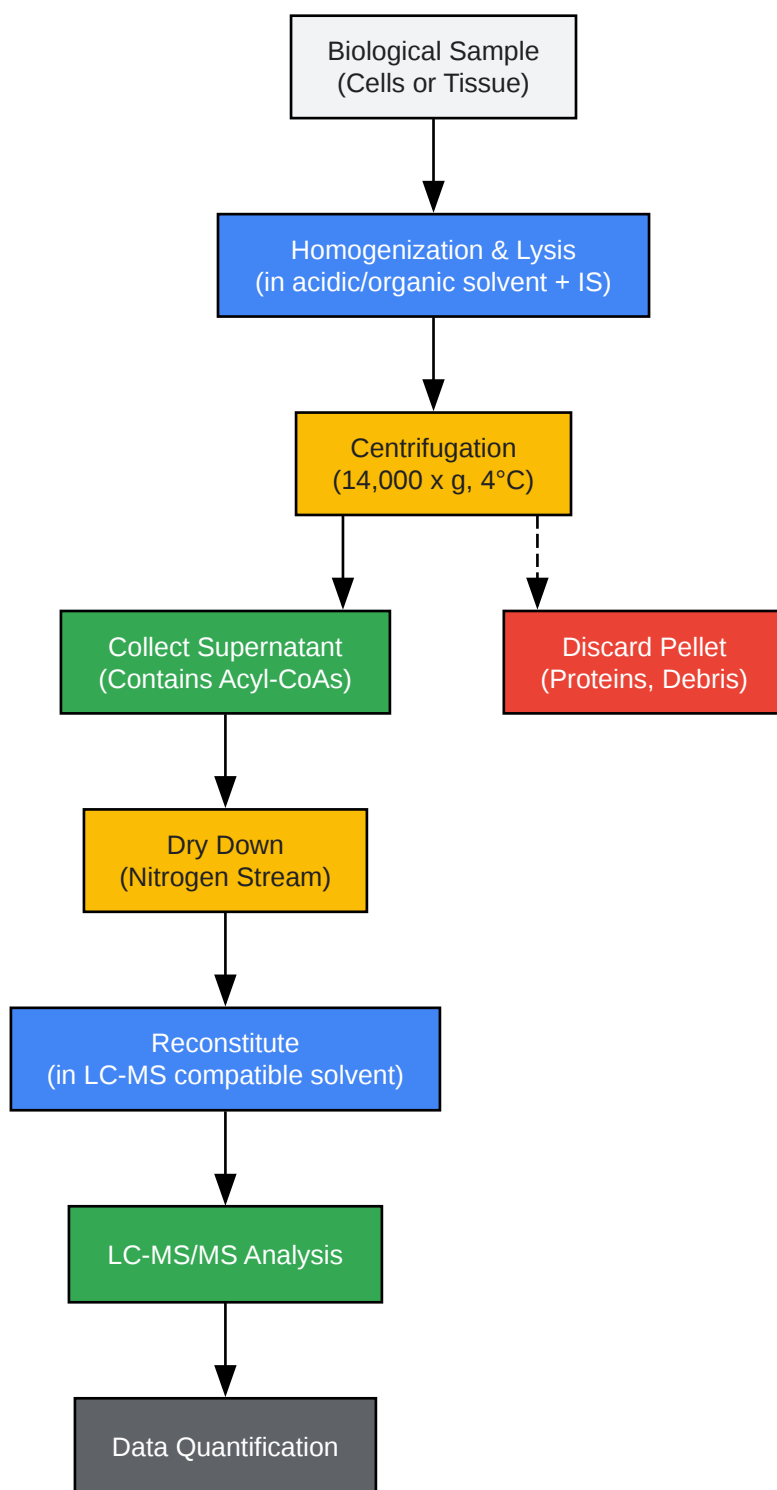 Biological Sample
(Cells or Tissue)
Homogenization & Lysis
(in acidic/organic solvent + IS)
Centrifugation
(14,000 x g, 4°C)
Collect Supernatant
(Contains Acyl-CoAs)
Discard Pellet
(Proteins, Debris)
Dry Down
(Nitrogen Stream)
Reconstitute
(in LC-MS compatible solvent)
LC-MS/MS Analysis
Data Quantification